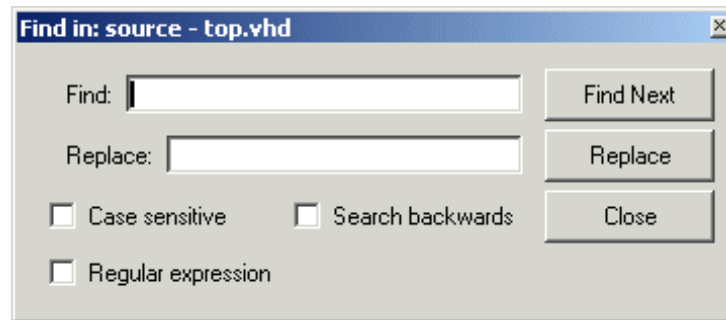 Find in: source - top.vhd
Find: Find Next
Replace: Replace
Case sensitive Search backwards Close
Regular expression